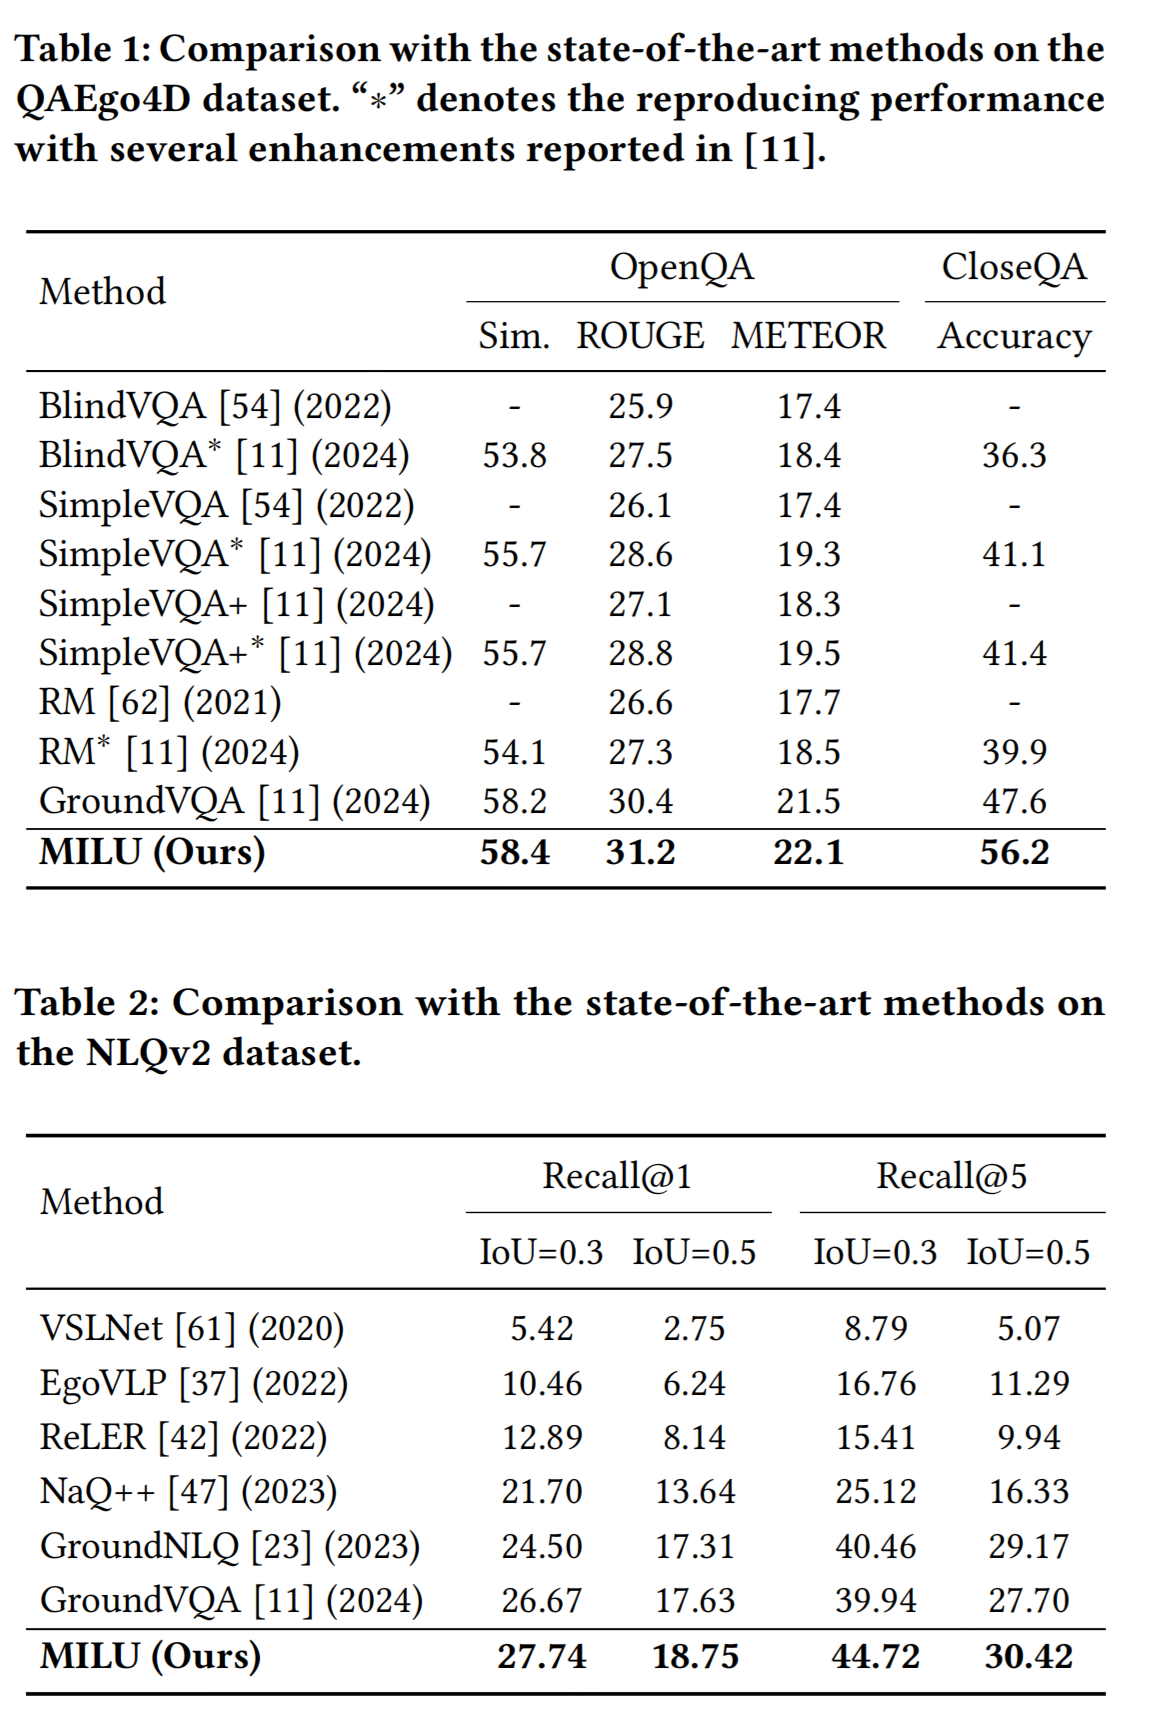 Table 1: Comparison with the state-of-the-art methods on the
QAEgo4D dataset. “*” denotes the reproducing performance
with several enhancements reported in [11].
Method OpenQA CloseQA
Sim. ROUGE METEOR Accuracy
BlindVQA [54] (2022) - 25.9 17.4 -
BlindVQA* [11] (2024) 53.8 27.5 18.4 36.3
SimpleVQA [54] (2022) - 26.1 17.4 -
SimpleVQA* [11] (2024) 55.7 28.6 19.3 41.1
SimpleVQA+ [11] (2024) - 27.1 18.3 -
SimpleVQA+* [11] (2024) 55.7 28.8 19.5 41.4
RM [62] (2021) - 26.6 17.7 -
RM* [11] (2024) 54.1 27.3 18.5 39.9
GroundVQA [11] (2024) 58.2 30.4 21.5 47.6
MILU (Ours) 58.4 31.2 22.1 56.2
Table 2: Comparison with the state-of-the-art methods on
the NLQv2 dataset.
Method Recall@1 Recall@5
IoU=0.3 IoU=0.5 IoU=0.3 IoU=0.5
VSLNet [61] (2020) 5.42 2.75 8.79 5.07
EgoVLP [37] (2022) 10.46 6.24 16.76 11.29
ReLER [42] (2022) 12.89 8.14 15.41 9.94
NaQ++ [47] (2023) 21.70 13.64 25.12 16.33
GroundNLQ [23] (2023) 24.50 17.31 40.46 29.17
GroundVQA [11] (2024) 26.67 17.63 39.94 27.70
MILU (Ours) 27.74 18.75 44.72 30.42